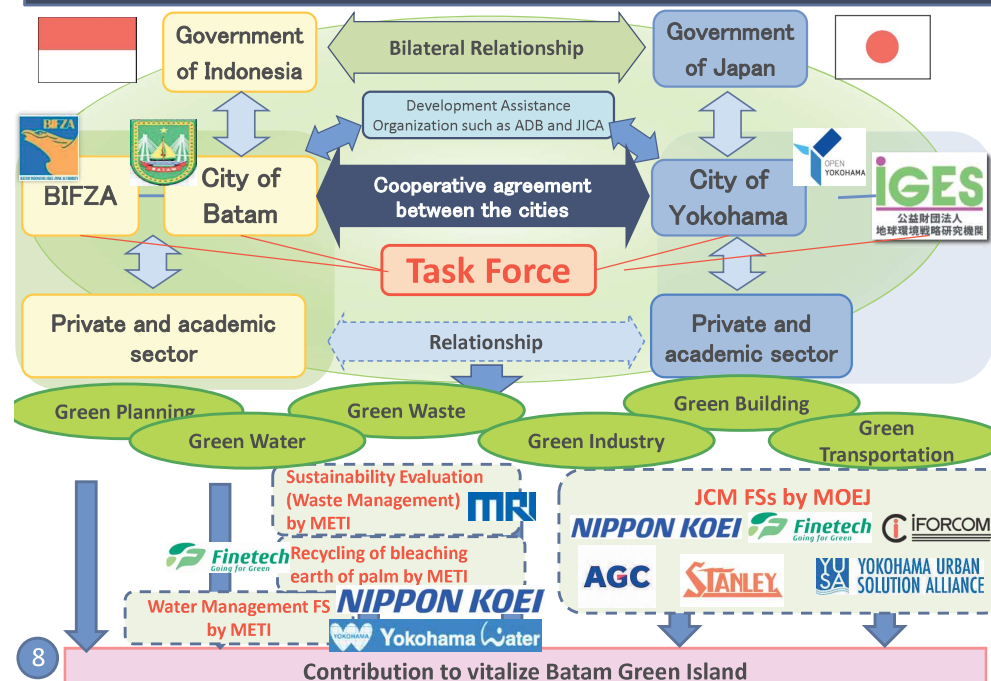 Government
of Indonesia
Bilateral Relationship
Government
of Japan
Development Assistance
Organization such as ADB and JICA
BIFZA
BIFZA
City of
Batam
Cooperative agreement
between the cities
City of
Yokohama
OPEN
YOKOHAMA
iGES
公益財団法人
地球環境戦略研究機関
Task Force
Private and academic
sector
Relationship
Private and
academic sector
Green Planning
Green Water
Green Waste
Green Industry
Green Building
Green
Transportation
Sustainability Evaluation
(Waste Management)
by METI
MRI
Finetech
Going for Green
Recycling of bleaching
earth of palm by METI
Water Management FS
by METI
NIPPON KOEI
YOKOHAMA
Yokohama Water
JCM FSs by MOEJ
NIPPON KOEI
Finetech
Going for Green
iFORCOM
AGC
STANLEY
YUSA
YOKOHAMA URBAN
SOLUTION ALLIANCE
8
Contribution to vitalize Batam Green Island